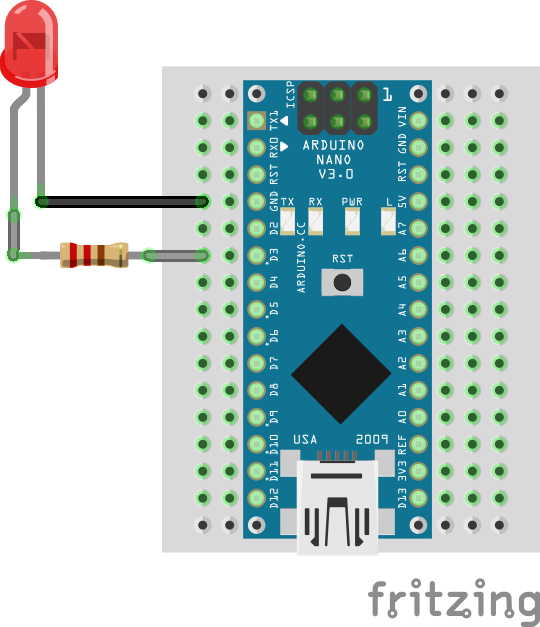 ICSP
1
TX1
RX0
RST
GND
D2
D3
D4
D5
D6
D7
D8
D9
D10
D11
D12
ARDUINO
NANO
V3.0
TX RX PWR L
ARDUINO.CC
RST
USA 2009
VIN
GND
RST
5V
A7
A6
A5
A4
A3
A2
A1
A0
REF
3V3
D13
fritzing